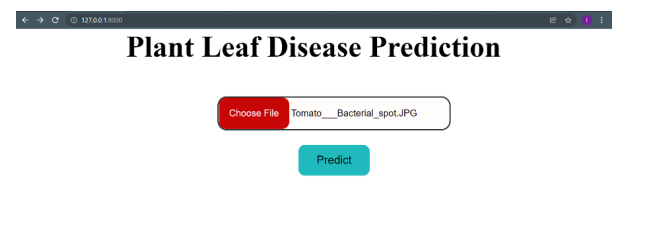 127.0.0.1:8000
Plant Leaf Disease Prediction
Choose File Tomato___Bacterial_spot.JPG
Predict